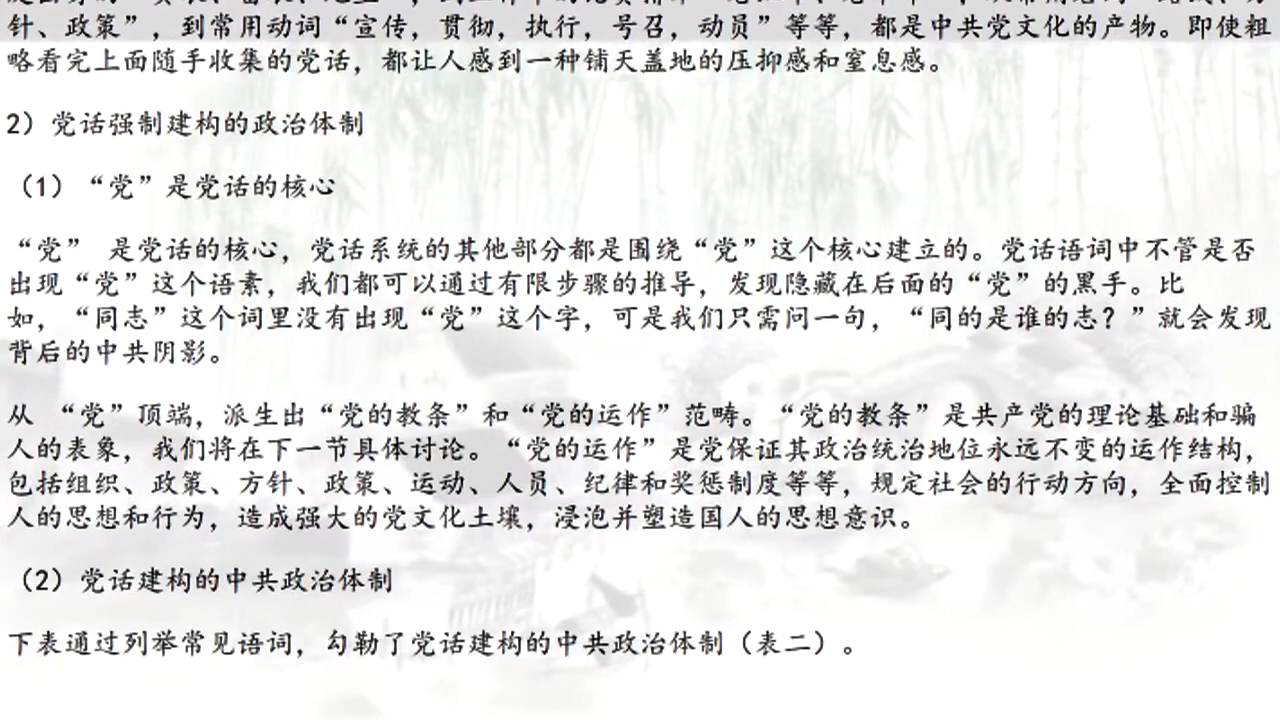 针、政策”，到常用动词“宣传，贯彻，执行，号召，动员”等等，都是中共党文化的产物。即使粗
略看完上面随手收集的党话，都让人感到一种铺天盖地的压抑感和窒息感。
2）党话强制建构的政治体制
（1）“党”是党话的核心
“党” 是党话的核心，党话系统的其他部分都是围绕“党”这个核心建立的。党话语词中不管是否
出现“党”这个语素，我们都可以通过有限步骤的推导，发现隐藏在后面的“党”的黑手。比
如，“同志”这个词里没有出现“党”这个字，可是我们只需问一句，“同的是谁的志？”就会发现
背后的中共阴影。
从 “党”顶端，派生出“党的教条”和“党的运作”范畴。“党的教条”是共产党的理论基础和骗
人的表象，我们将在下一节具体讨论。“党的运作”是党保证其政治统治地位永远不变的运作结构，
包括组织、政策、方针、政策、运动、人员、纪律和奖惩制度等等，规定社会的行动方向，全面控制
人的思想和行为，造成强大的党文化土壤，浸泡并塑造国人的思想意识。
（2）党话建构的中共政治体制
下表通过列举常见语词，勾勒了党话建构的中共政治体制（表二）。